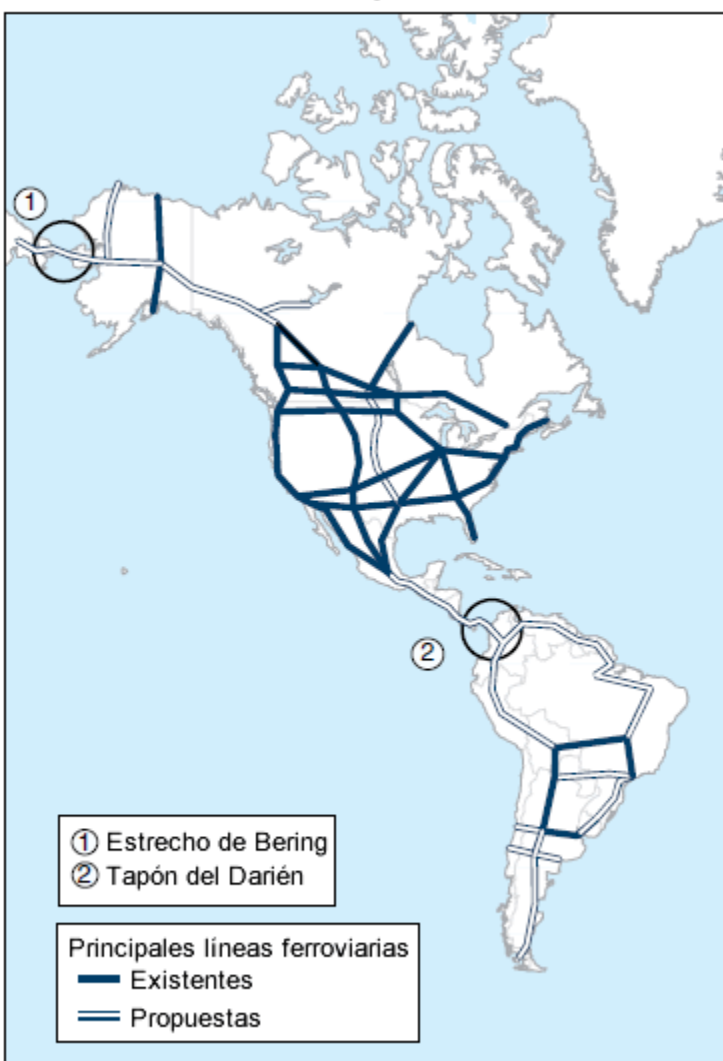 ①
②
① Estrecho de Bering
② Tapón del Darién
Principales líneas ferroviarias
Existentes
Propuestas